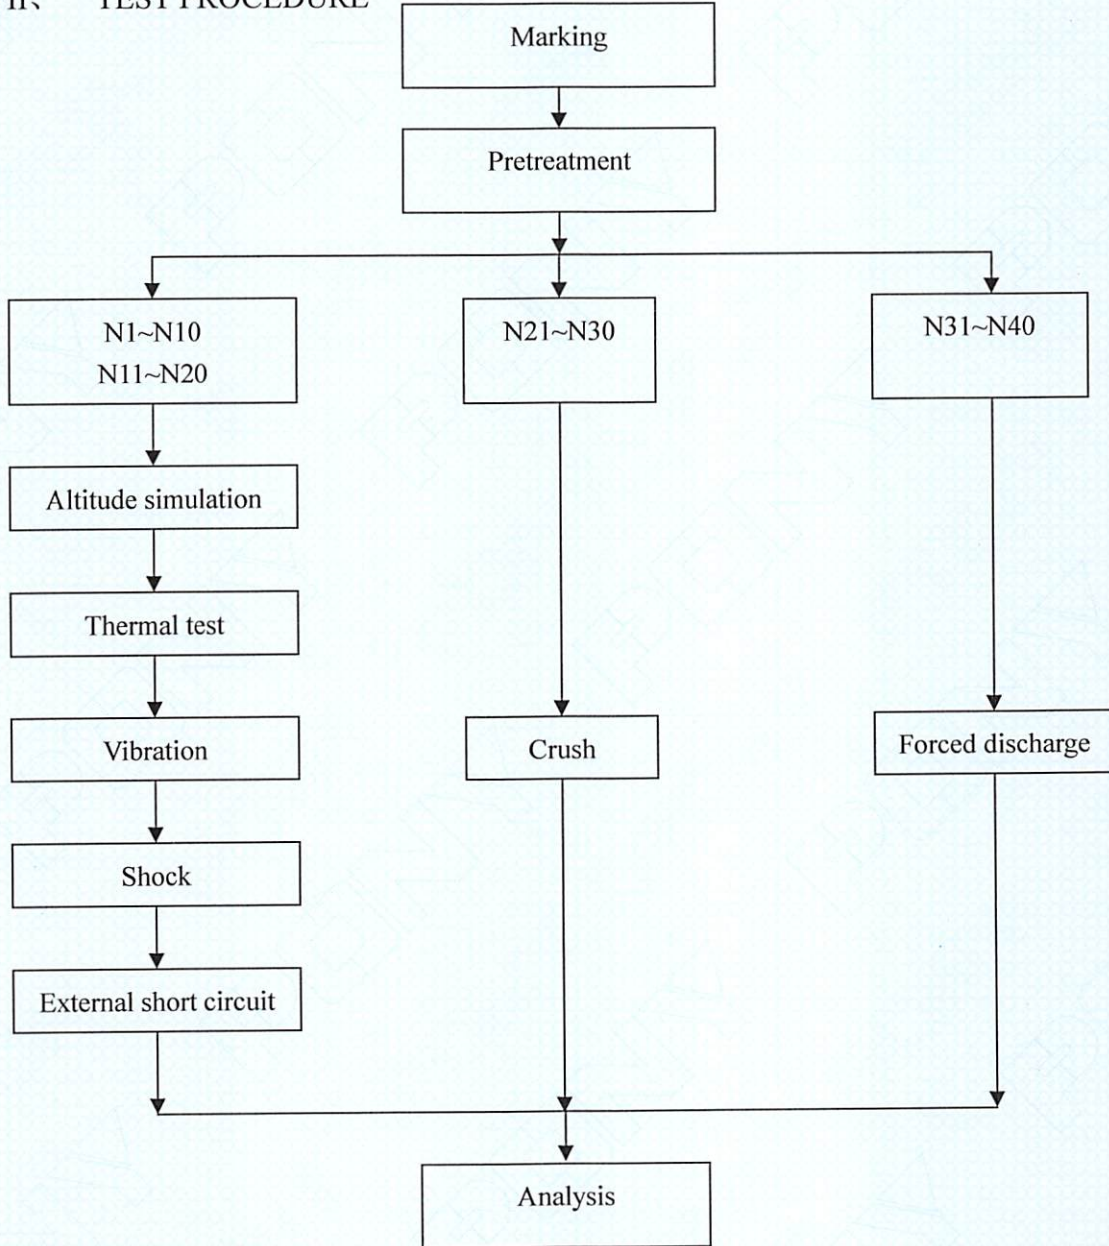 II、 TEST PROCEDURE
Marking
Pretreatment
N1~N10
N11~N20
N21~N30
N31~N40
Altitude simulation
Thermal test
Vibration
Crush
Forced discharge
Shock
External short circuit
Analysis